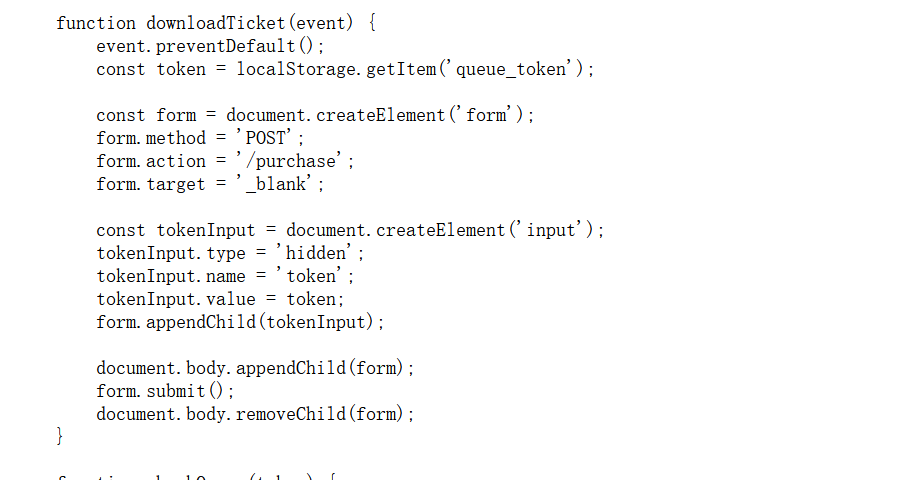 function downloadTicket(event) {
event.preventDefault();
const token = localStorage.getItem('queue_token');
const form = document.createElement('form');
form.method = 'POST';
form.action = '/purchase';
form.target = '_blank';
const tokenInput = document.createElement('input');
tokenInput.type = 'hidden';
tokenInput.name = 'token';
tokenInput.value = token;
form.appendChild(tokenInput);
document.body.appendChild(form);
form.submit();
document.body.removeChild(form);
}